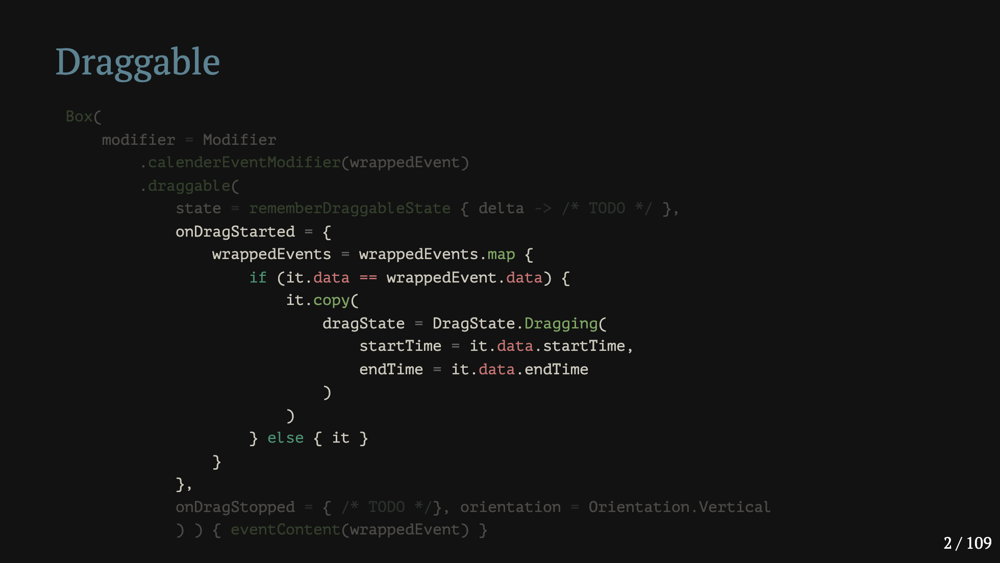 Draggable
Box(
    modifier = Modifier
        .calenderEventModifier(wrappedEvent)
        .draggable(
            state = rememberDraggableState { delta -> /* TODO */ },
            onDragStarted = {
                wrappedEvents = wrappedEvents.map {
                    if (it.data == wrappedEvent.data) {
                        it.copy(
                            dragState = DragState.Dragging(
                                startTime = it.data.startTime,
                                endTime = it.data.endTime
                            )
                        )
                    } else { it }
                }
            },
            onDragStopped = { /* TODO */}, orientation = Orientation.Vertical
            ) ) { eventContent(wrappedEvent) }
2 / 109